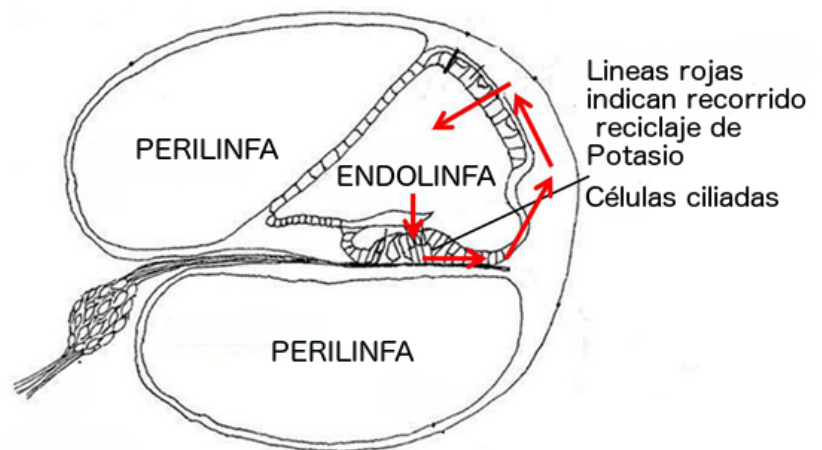 Lineas rojas
indican recorrido
reciclaje de
Potasio
PERILINFA
ENDOLINFA
Células ciliadas
PERILINFA